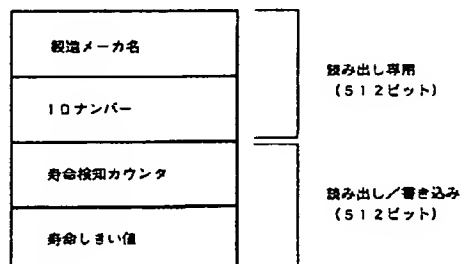 製造メーカ名
IDナンバー
寿命検知カウンタ
寿命しきい値
読み出し専用
(512ビット)
読み出し/書き込み
(512ビット)